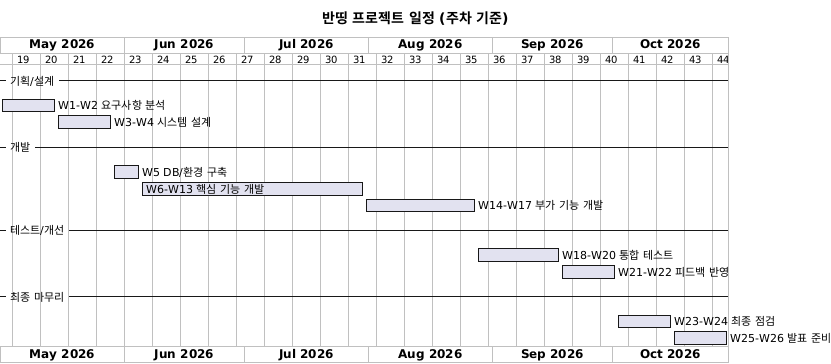 반띵 프로젝트 일정 (주차 기준)
May 2026 Jun 2026 Jul 2026 Aug 2026 Sep 2026 Oct 2026
19 20 21 22 23 24 25 26 27 28 29 30 31 32 33 34 35 36 37 38 39 40 41 42 43 44
기획/설계
W1-W2 요구사항 분석
W3-W4 시스템 설계
개발
W5 DB/환경 구축
W6-W13 핵심 기능 개발
W14-W17 부가 기능 개발
테스트/개선
W18-W20 통합 테스트
W21-W22 피드백 반영
최종 마무리
W23-W24 최종 점검
W25-W26 발표 준비
May 2026 Jun 2026 Jul 2026 Aug 2026 Sep 2026 Oct 2026